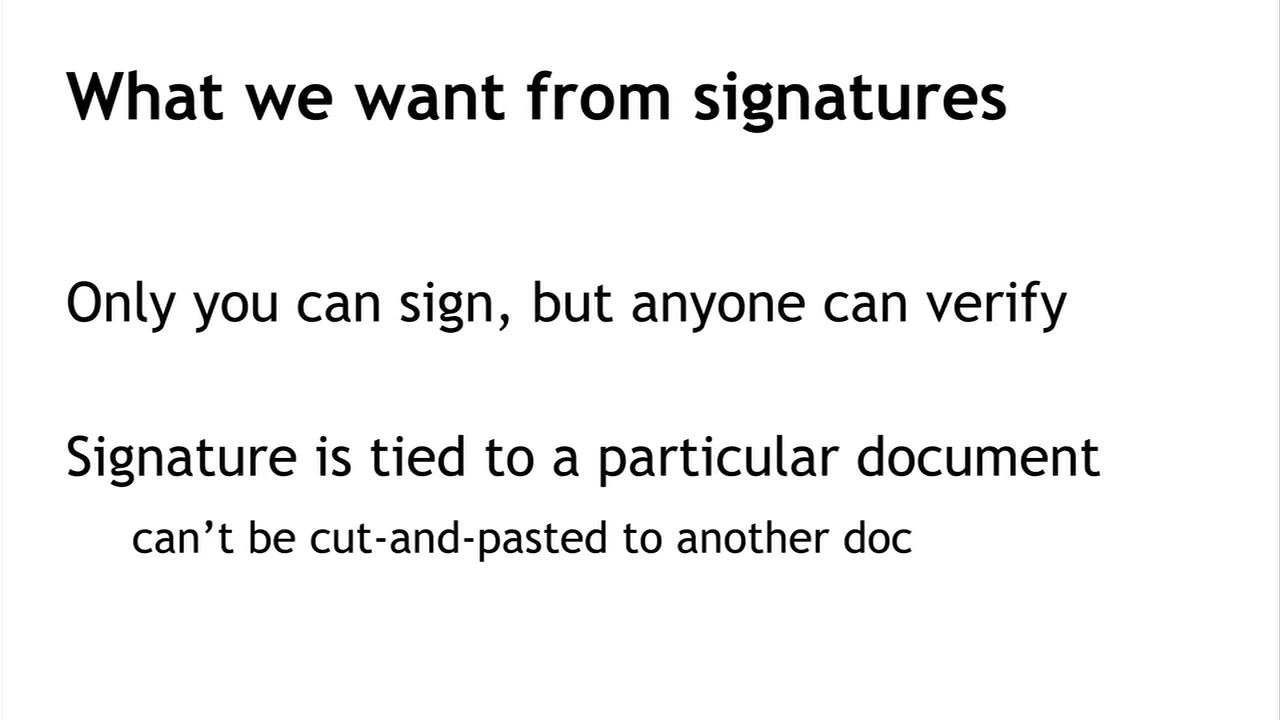 What we want from signatures
Only you can sign, but anyone can verify
Signature is tied to a particular document
can’t be cut-and-pasted to another doc